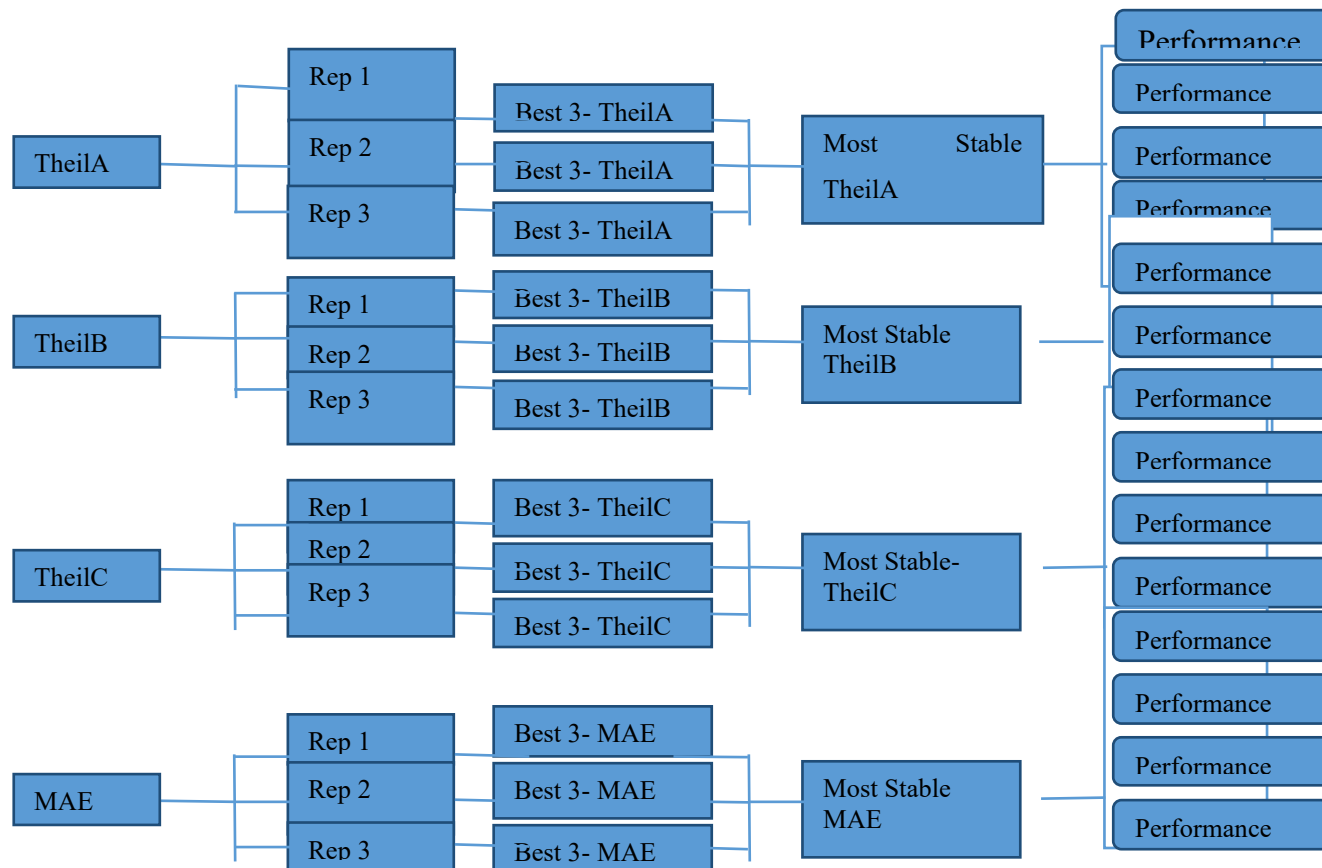 TheilA
Rep 1
Rep 2
Rep 3
Best 3- TheilA
Best 3- TheilA
Best 3- TheilA
Most Stable
TheilA
TheilB
Rep 1
Rep 2
Rep 3
Best 3- TheilB
Best 3- TheilB
Best 3- TheilB
Most Stable
TheilB
TheilC
Rep 1
Rep 2
Rep 3
Best 3- TheilC
Best 3- TheilC
Best 3- TheilC
Most Stable-
TheilC
MAE
Rep 1
Rep 2
Rep 3
Best 3- MAE
Best 3- MAE
Best 3- MAE
Most Stable
MAE
Performance
Performance
Performance
Performance
Performance
Performance
Performance
Performance
Performance
Performance
Performance
Performance
Performance
Performance